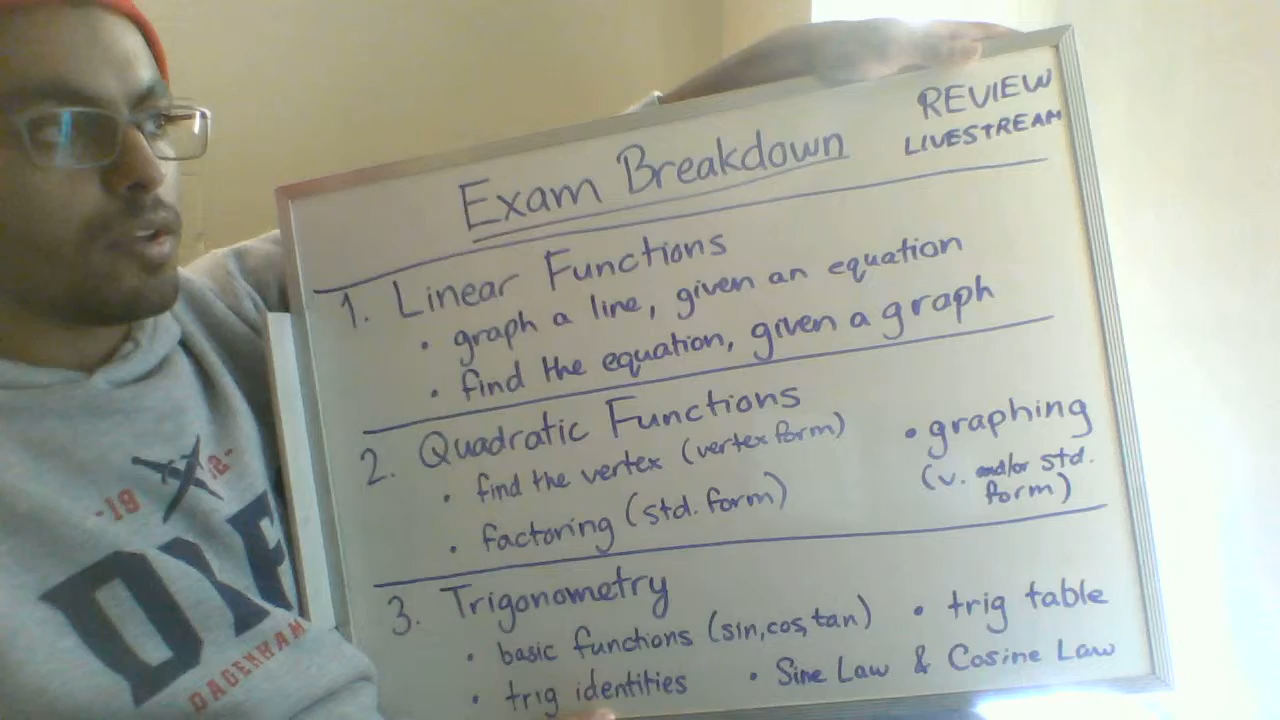 REVIEW
LIVESTREAM
Exam Breakdown
1. Linear Functions
• graph a line, given an equation
• find the equation, given a graph
2. Quadratic Functions
• find the vertex (vertex form)
• factoring (std. form)
• graphing
(v. and/or std.
form)
3. Trigonometry
• basic functions (sin, cos, tan)
• trig table
• trig identities
• Sine Law & Cosine Law
-19
DAGENHAM